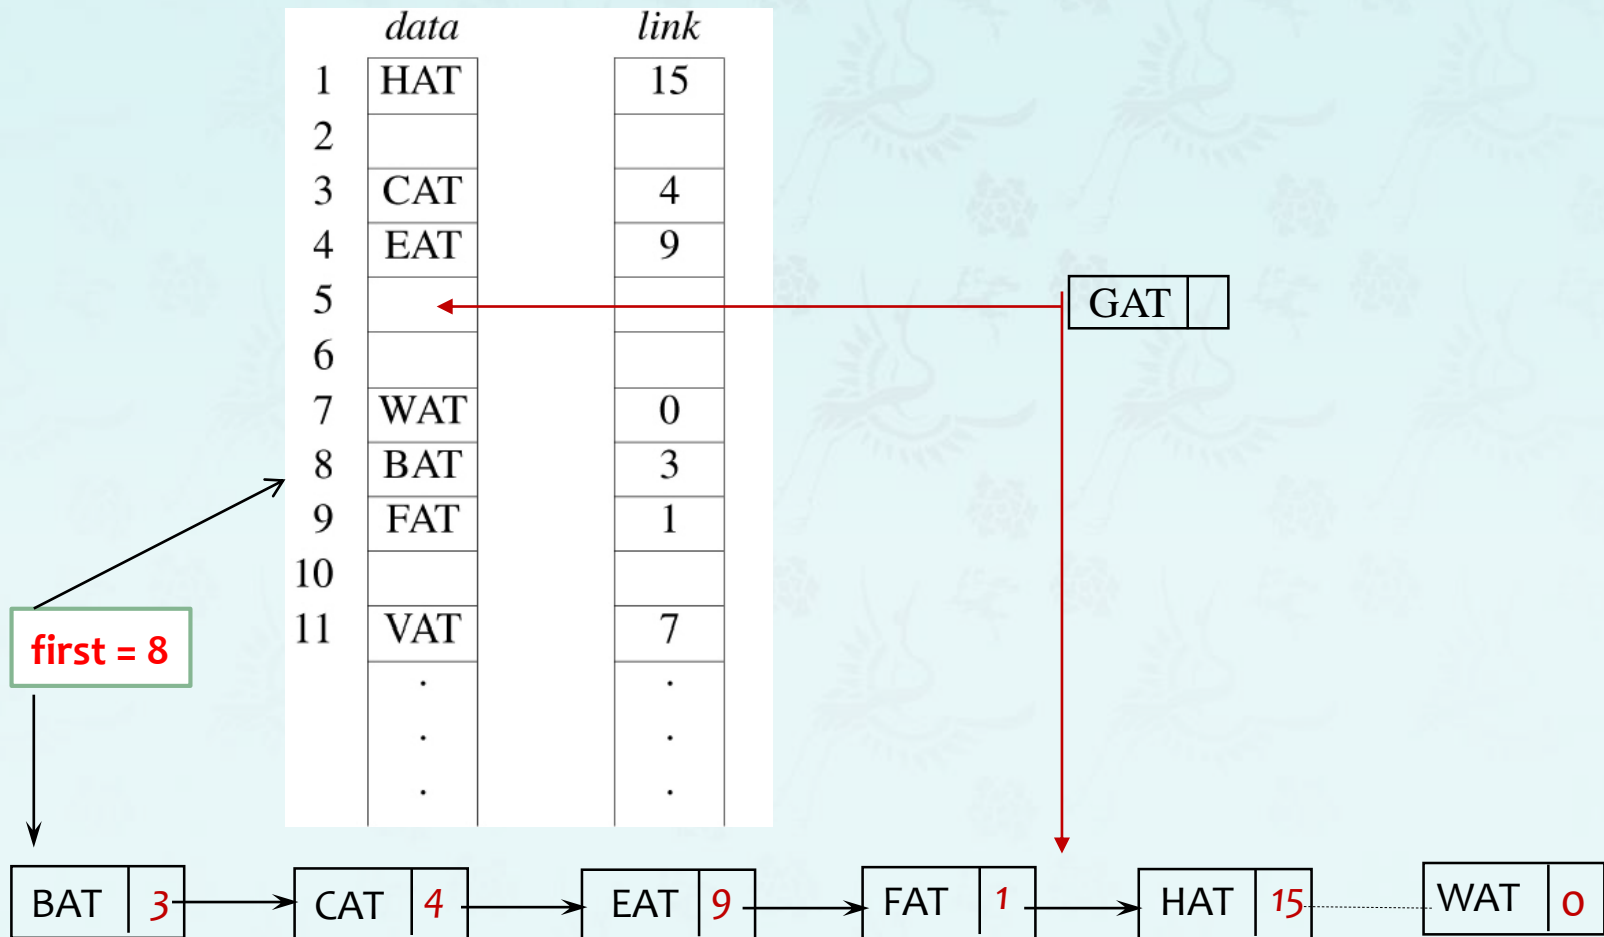 data link
1 HAT 15
2
3 CAT 4
4 EAT 9
5 GAT
6
7 WAT 0
8 BAT 3
9 FAT 1
10
11 VAT 7
first = 8
. .
. .
. .
BAT 3 CAT 4 EAT 9 FAT 1 HAT 15 WAT 0